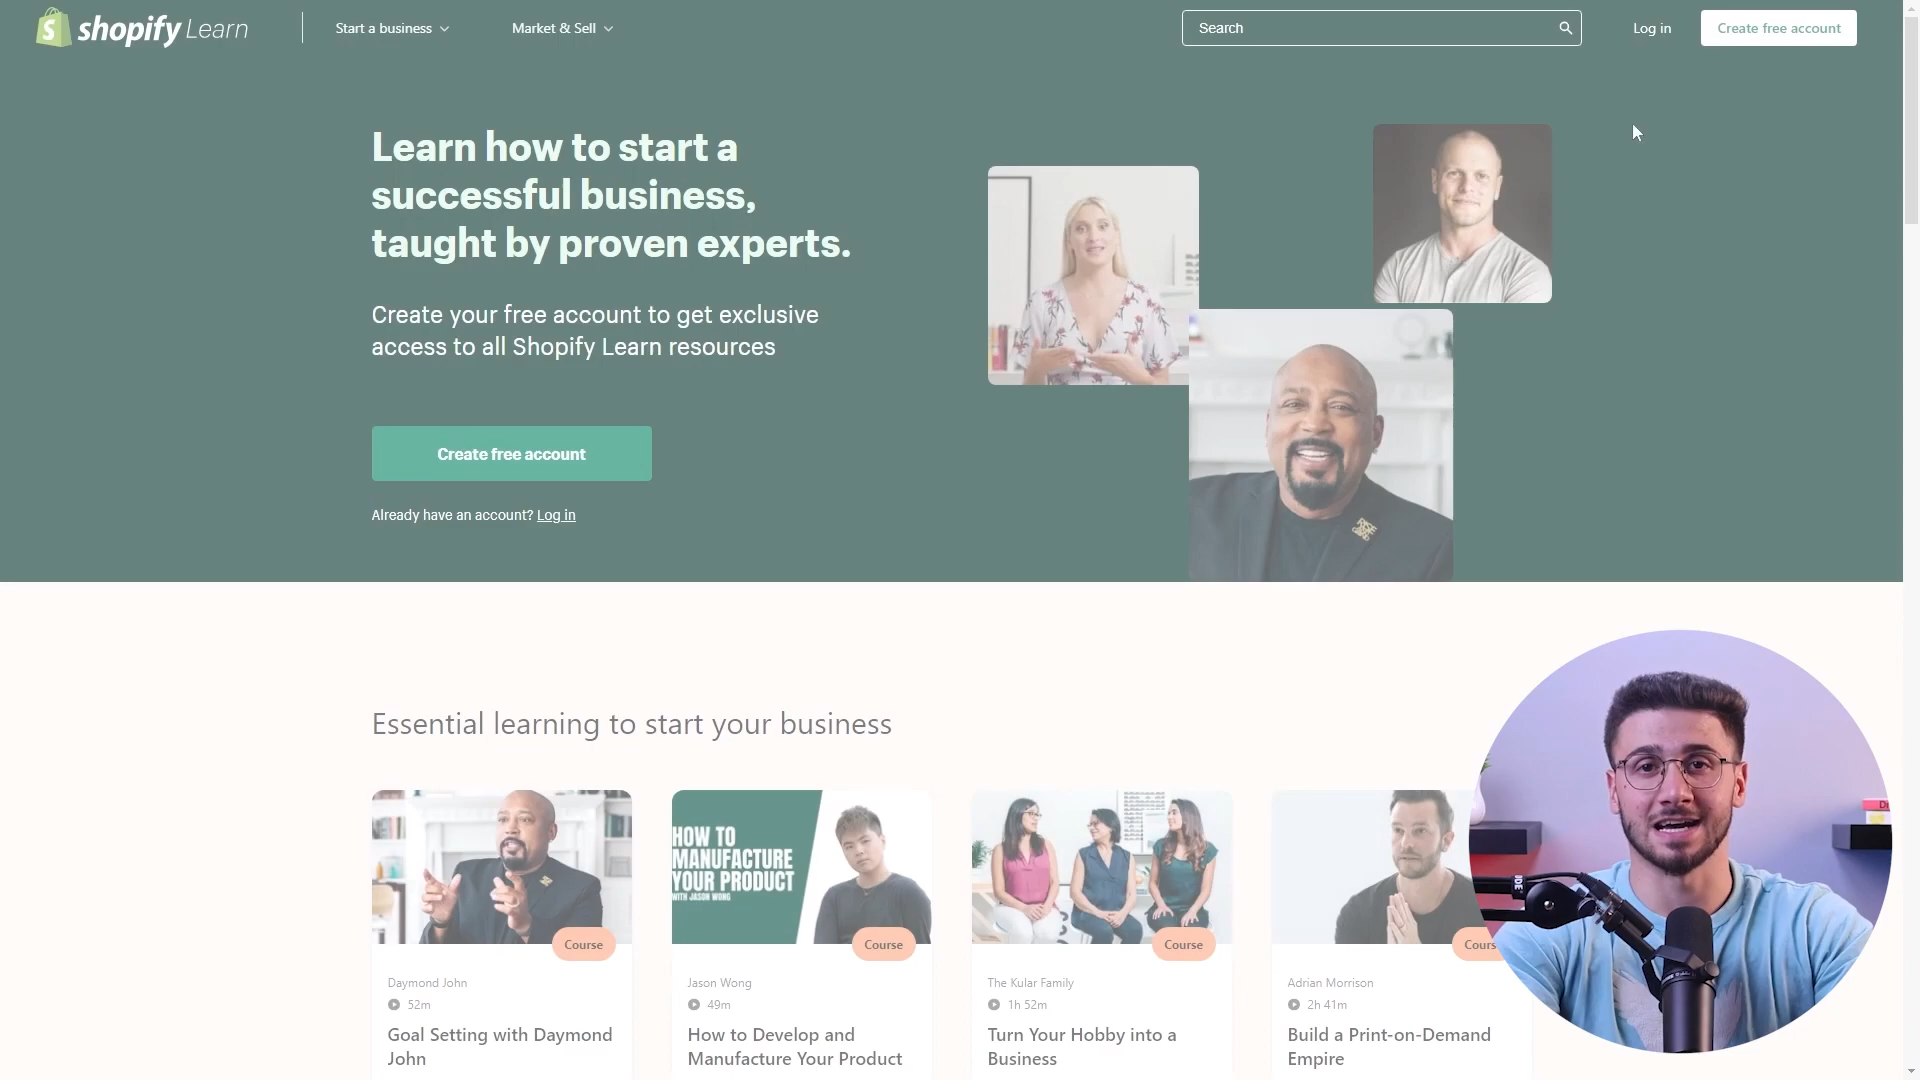 shopify Learn
Start a business
Market & Sell
Search
Log in
Create free account
Learn how to start a
successful business,
taught by proven experts.
Create your free account to get exclusive
access to all Shopify Learn resources
Create free account
Already have an account? Log in
Essential learning to start your business
HOW TO
MANUFACTURE
YOUR PRODUCT
WITH JASON WONG
Course
Course
Course
Daymond John
52m
Goal Setting with Daymond
John
Jason Wong
49m
How to Develop and
Manufacture Your Product
The Kular Family
1h 52m
Turn Your Hobby into a
Business
Adrian Morrison
2h 41m
Build a Print-on-Demand
Empire